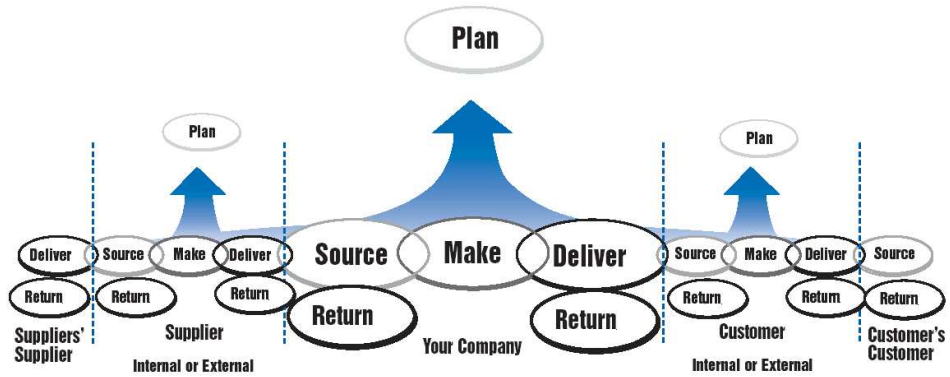 Plan
Plan
Plan
Deliver
Source
Make
Deliver
Source
Make
Deliver
Source
Make
Deliver
Source
Return
Return
Return
Return
Return
Return
Return
Return
Suppliers'
Supplier
Supplier
Internal or External
Your Company
Customer
Internal or External
Customer's
Customer